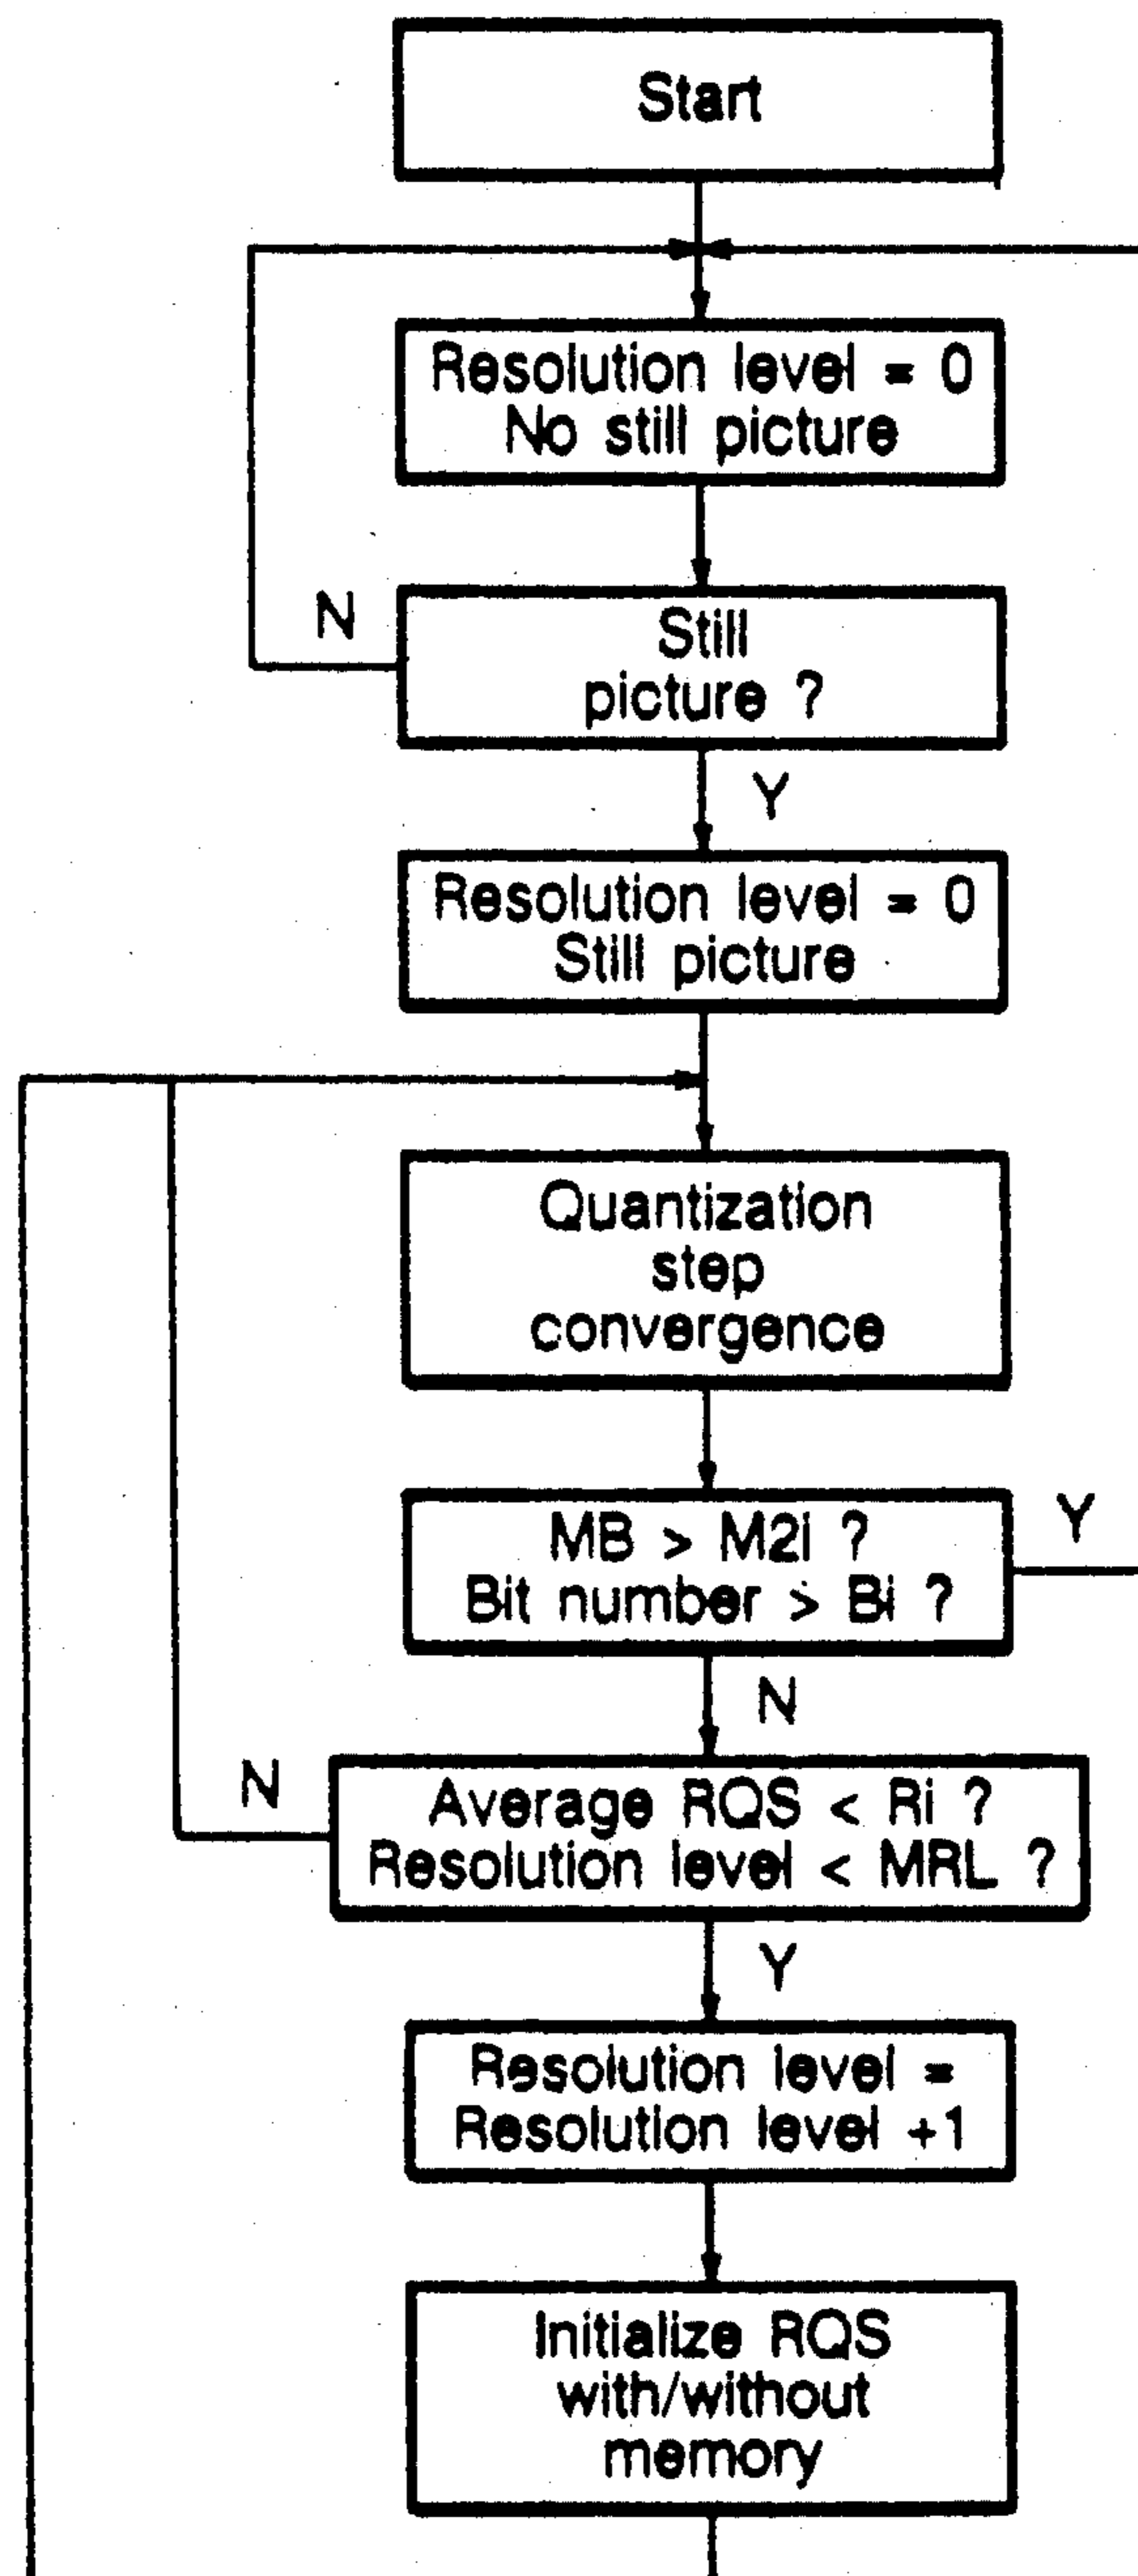 Start
Resolution level = 0
No still picture
N
Still
picture ?
Y
Resolution level = 0
Still picture
Quantization
step
convergence
MB > M2i ?
Y
Bit number > Bi ?
N
N
Average RQS < Ri ?
Resolution level < MRL ?
Y
Resolution level =
Resolution level +1
Initialize RQS
with/without
memory